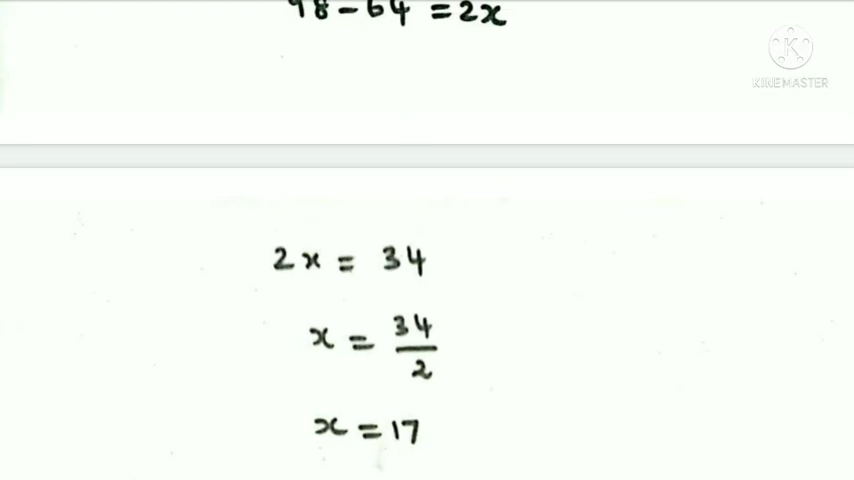 98 - 64 = 2x
KINEMASTER
2x = 34
x = 34/2
x = 17